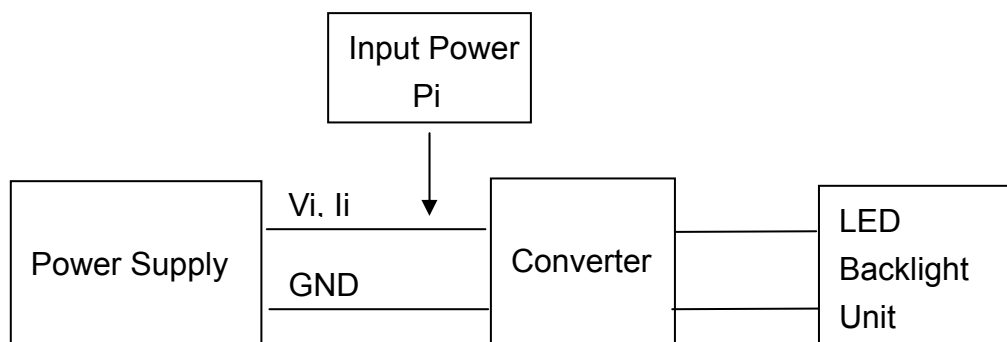 Input Power
Pi
Vi, Ii
Power Supply
GND
Converter
LED
Backlight
Unit